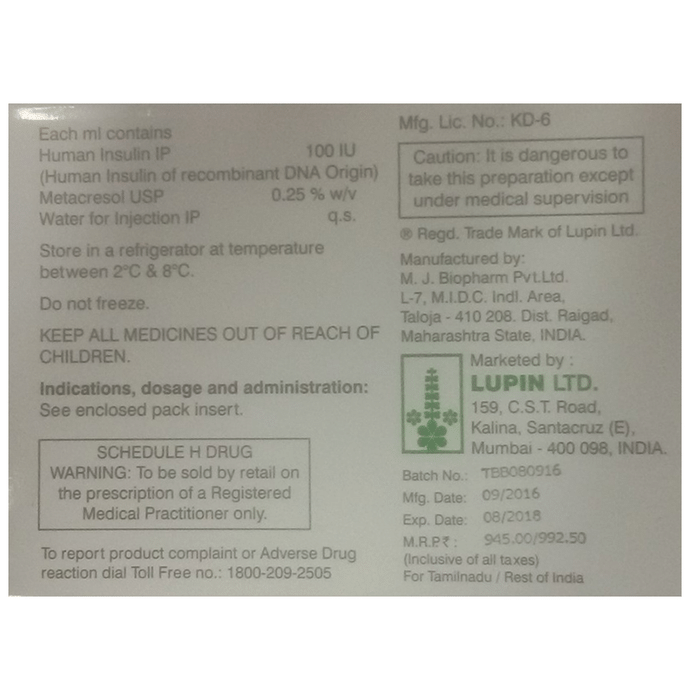 Each ml contains
Human Insulin IP 100 IU
(Human Insulin of recombinant DNA Origin)
Metacresol USP 0.25 % w/v
Water for Injection IP q.s.
Store in a refrigerator at temperature
between 2°C & 8°C.
Do not freeze.
KEEP ALL MEDICINES OUT OF REACH OF
CHILDREN.
Indications, dosage and administration:
See enclosed pack insert.
SCHEDULE H DRUG
WARNING: To be sold by retail on
the prescription of a Registered
Medical Practitioner only.
To report product complaint or Adverse Drug
reaction dial Toll Free no.: 1800-209-2505
Mfg. Lic. No.: KD-6
Caution: It is dangerous to
take this preparation except
under medical supervision
® Regd. Trade Mark of Lupin Ltd.
Manufactured by:
M. J. Biopharm Pvt.Ltd.
L-7, M.I.D.C. Indl. Area,
Taloja - 410 208. Dist. Raigad,
Maharashtra State, INDIA.
Marketed by :
LUPIN LTD.
159, C.S.T. Road,
Kalina, Santacruz (E),
Mumbai - 400 098, INDIA.
Batch No.: TBB080916
Mfg. Date: 09/2016
Exp. Date: 08/2018
M.R.P.₹ : 945.00/992.50
(Inclusive of all taxes)
For Tamilnadu / Rest of India